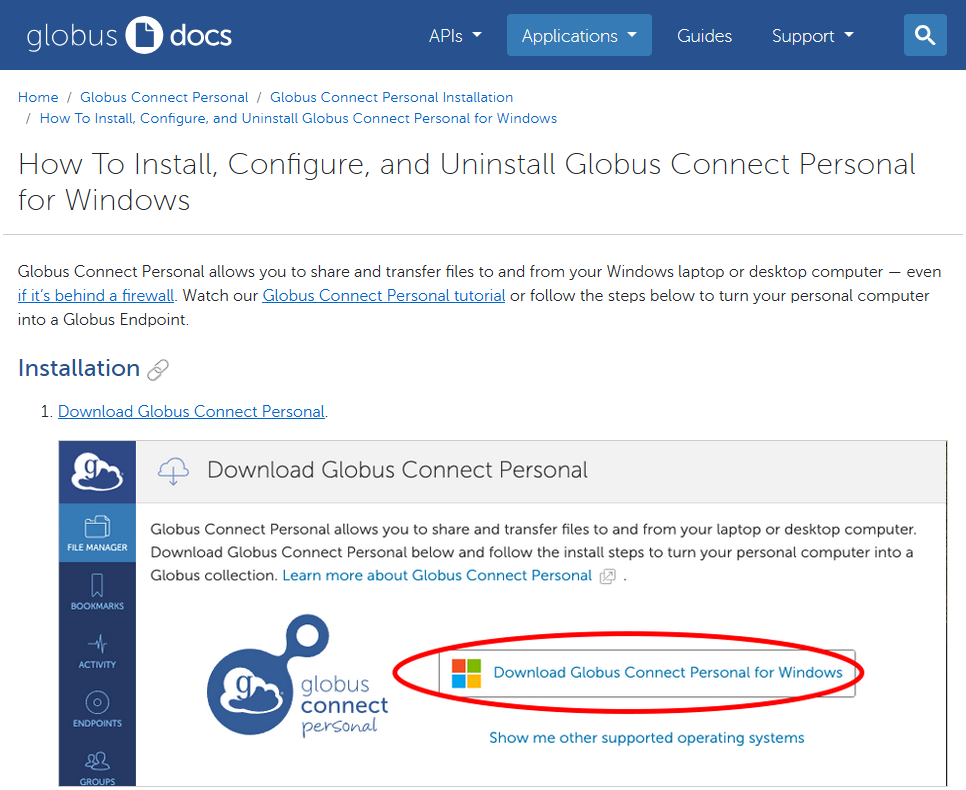 globus docs APIs Applications Guides Support
Home / Globus Connect Personal / Globus Connect Personal Installation
/ How To Install, Configure, and Uninstall Globus Connect Personal for Windows
How To Install, Configure, and Uninstall Globus Connect Personal
for Windows
Globus Connect Personal allows you to share and transfer files to and from your Windows laptop or desktop computer — even
if it's behind a firewall. Watch our Globus Connect Personal tutorial or follow the steps below to turn your personal computer
into a Globus Endpoint.
Installation
1. Download Globus Connect Personal.
g
Download Globus Connect Personal
FILE MANAGER
BOOKMARKS
ACTIVITY
ENDPOINTS
GROUPS
Globus Connect Personal allows you to share and transfer files to and from your laptop or desktop computer.
Download Globus Connect Personal below and follow the install steps to turn your personal computer into a
Globus collection. Learn more about Globus Connect Personal .
g
globus
connect
personal
Download Globus Connect Personal for Windows
Show me other supported operating systems